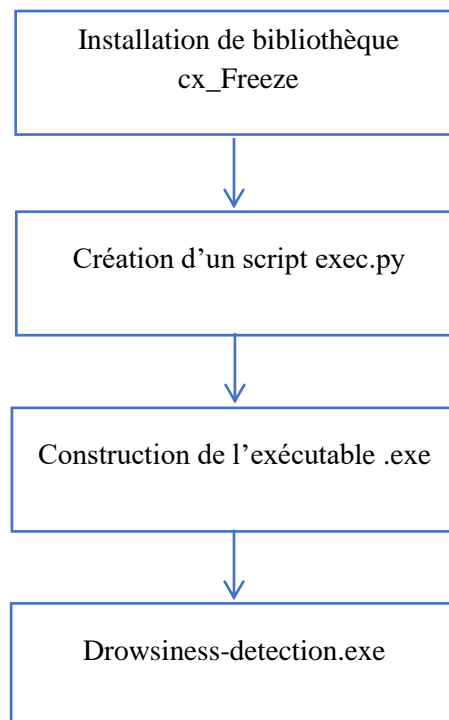 Installation de bibliothèque
cx_Freeze
Création d’un script exec.py
Construction de l’exécutable .exe
Drowsiness-detection.exe